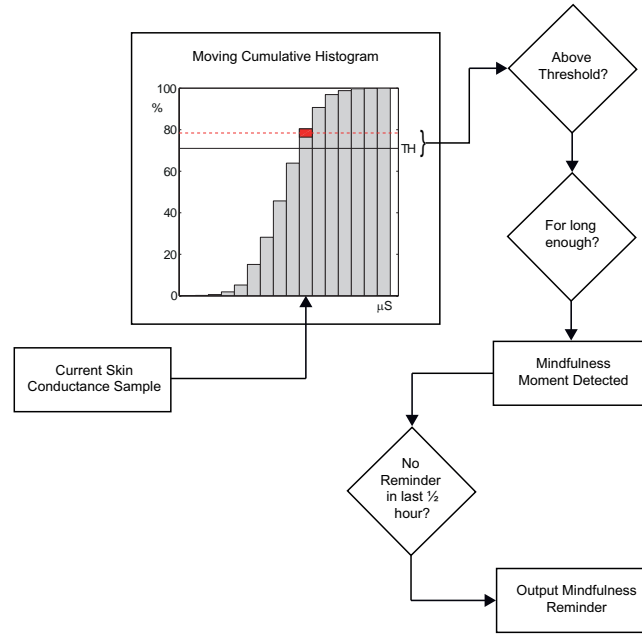 Moving Cumulative Histogram
100
%
80
60
40
20
0
TH
μS
Above
Threshold?
For long
enough?
Current Skin
Conductance Sample
Mindfulness
Moment Detected
No
Reminder
in last ½
hour?
Output Mindfulness
Reminder